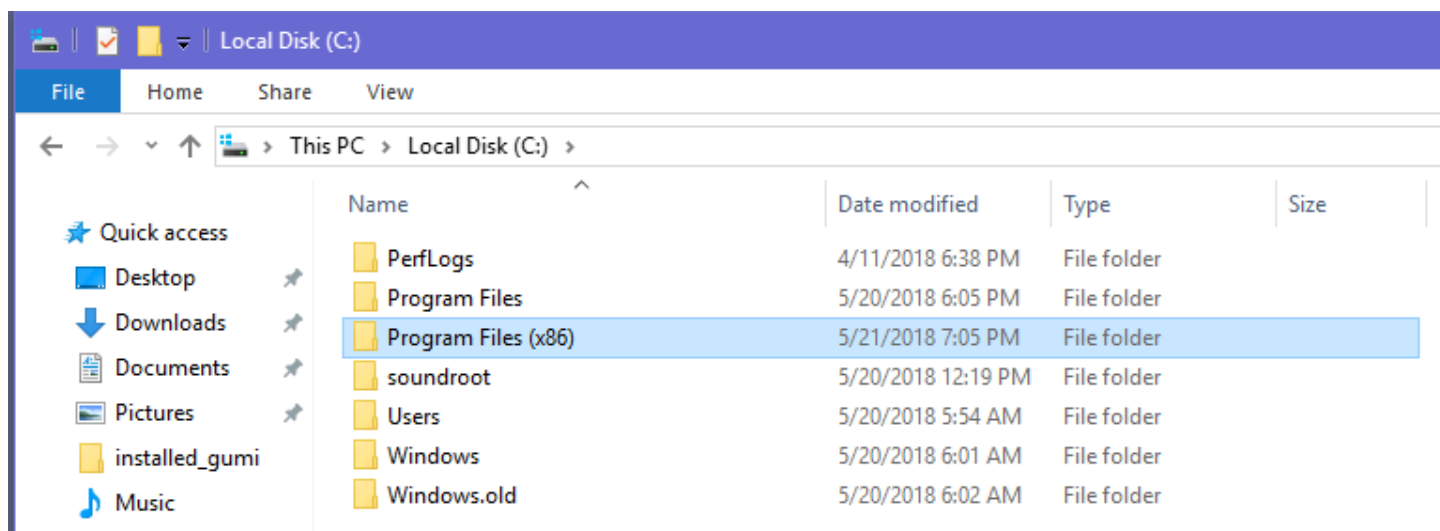 Local Disk (C:)
File Home Share View
This PC > Local Disk (C:) >
Name Date modified Type Size
Quick access
Desktop
Downloads
Documents
Pictures
installed_gumi
Music
PerfLogs 4/11/2018 6:38 PM File folder
Program Files 5/20/2018 6:05 PM File folder
Program Files (x86) 5/21/2018 7:05 PM File folder
soundroot 5/20/2018 12:19 PM File folder
Users 5/20/2018 5:54 AM File folder
Windows 5/20/2018 6:01 AM File folder
Windows.old 5/20/2018 6:02 AM File folder